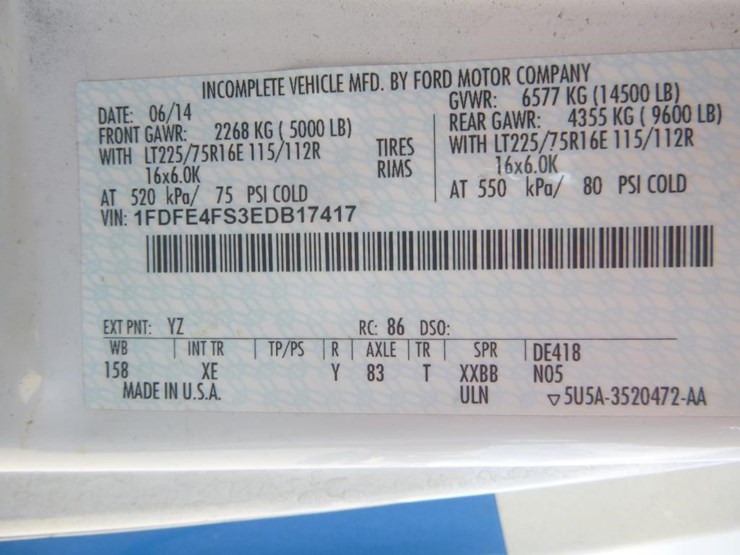 INCOMPLETE VEHICLE MFD. BY FORD MOTOR COMPANY
DATE: 06/14 GVWR: 6577 KG (14500 LB)
FRONT GAWR: 2268 KG ( 5000 LB) REAR GAWR: 4355 KG ( 9600 LB)
WITH LT225/75R16E 115/112R TIRES WITH LT225/75R16E 115/112R
16x6.0K RIMS 16x6.0K
AT 520 kPa/ 75 PSI COLD AT 550 kPa/ 80 PSI COLD
VIN: 1FDFE4FS3EDB17417
EXT PNT: YZ RC: 86 DSO:
WB INT TR TP/PS R AXLE TR SPR DE418
158 XE Y 83 T XXBB N05
MADE IN U.S.A. ULN ▽5U5A-3520472-AA